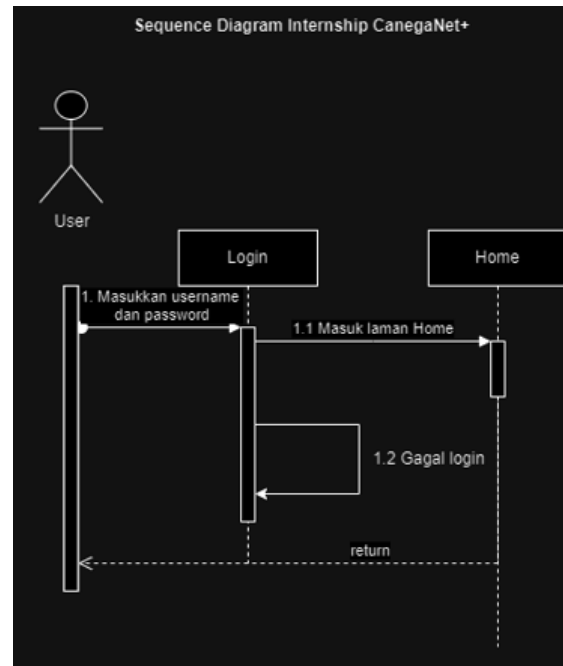 Sequence Diagram Internship CanegaNet+
User
Login
Home
1. Masukkan username
dan password
1.1 Masuk laman Home
1.2 Gagal login
return